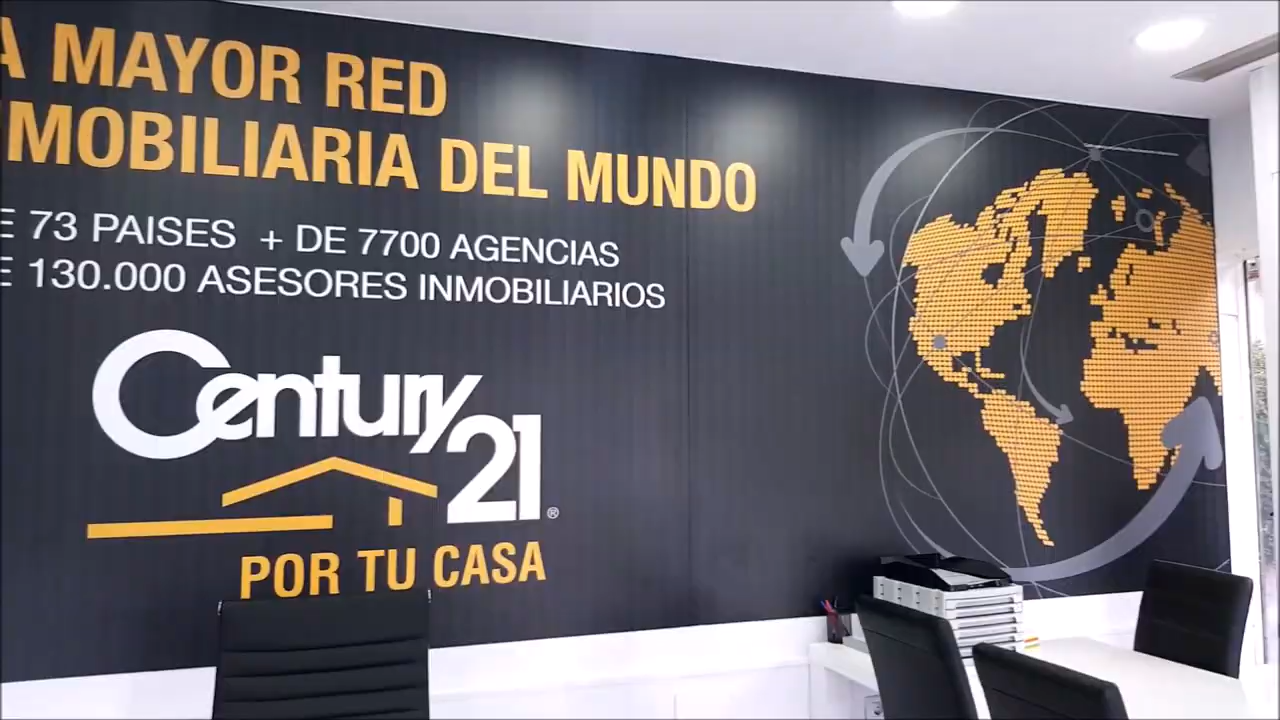 A MAYOR RED
MOBILIARIA DEL MUNDO
E 73 PAISES + DE 7700 AGENCIAS
E 130.000 ASESORES INMOBILIARIOS
Century 21®
POR TU CASA